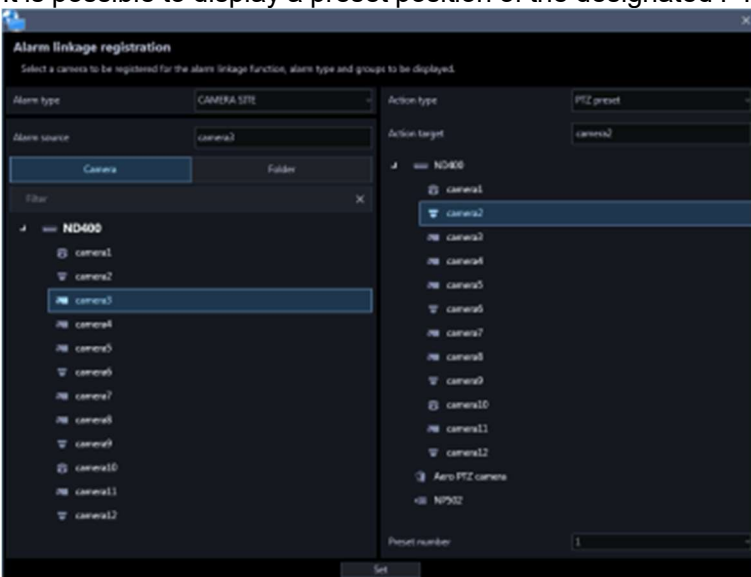 It is possible to display a preset position of the designated
Alarm linkage registration
Select a camera to be registered for the alarm linkage function, alarm type and groups to be displayed.
Alarm type
CAMERA SITE
Alarm source
camera3
Camera
Folder
Filter
ND400
camera1
camera2
camera3
camera4
camera5
camera6
camera7
camera8
camera9
camera10
camera11
camera12
Action type
PTZ preset
Action target
camera2
ND400
camera1
camera2
camera3
camera4
camera5
camera6
camera7
camera8
camera9
camera10
camera11
camera12
Aero PTZ camera
NP502
Preset number
1
Set